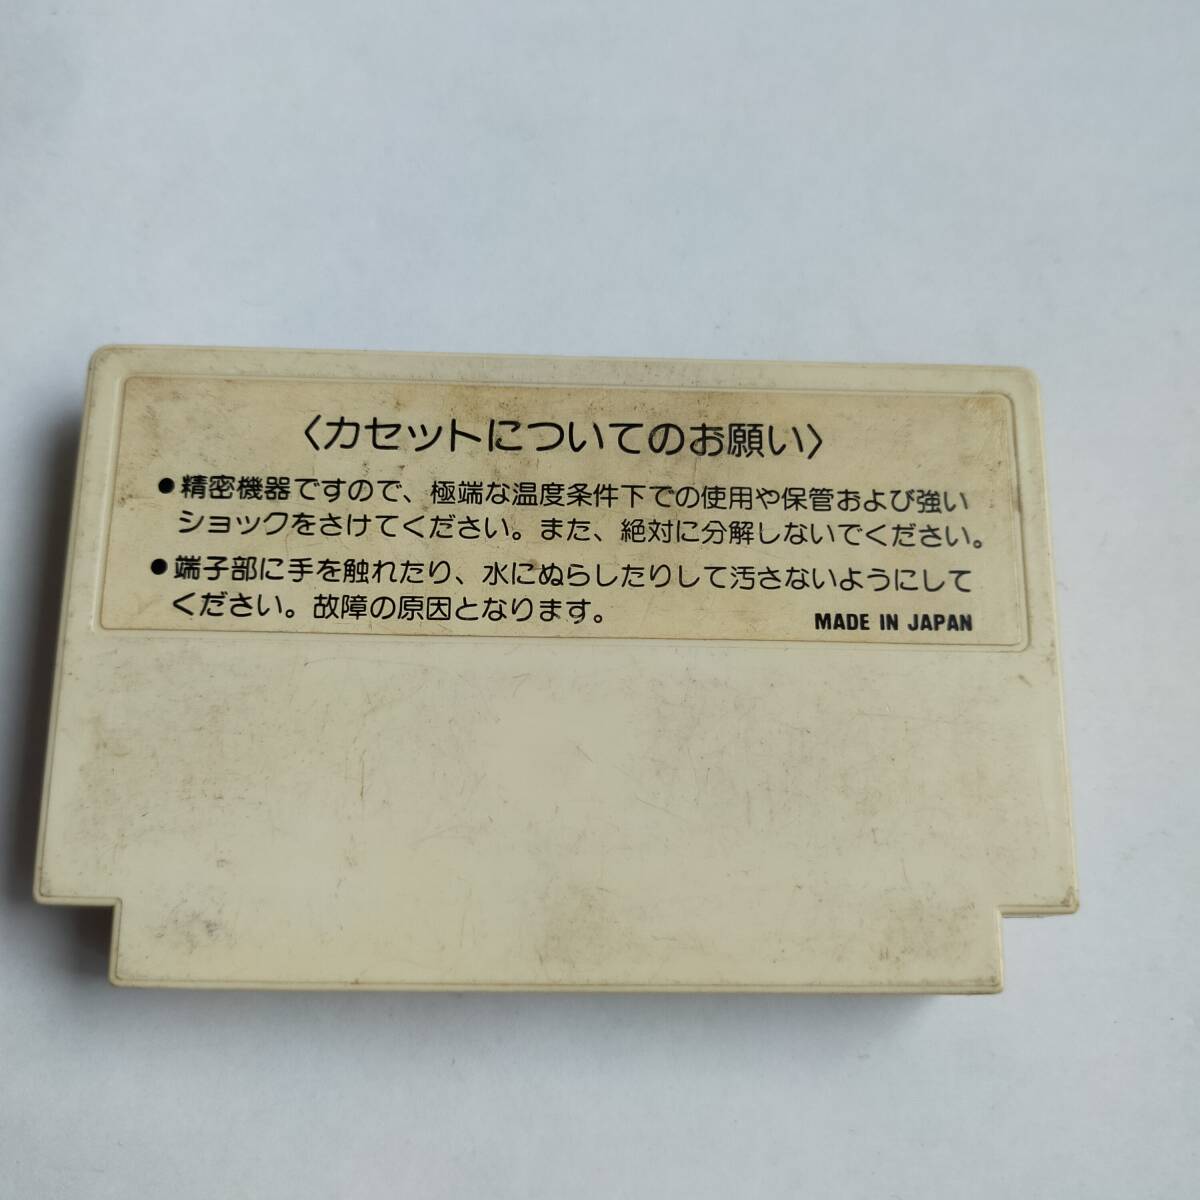 〈カセットについてのお願い〉
●精密機器ですので、極端な温度条件下での使用や保管および強い
ショックをさけてください。また、絶対に分解しないでください。
●端子部に手を触れたり、水にぬらしたりして汚さないようにして
ください。故障の原因となります。
MADE IN JAPAN